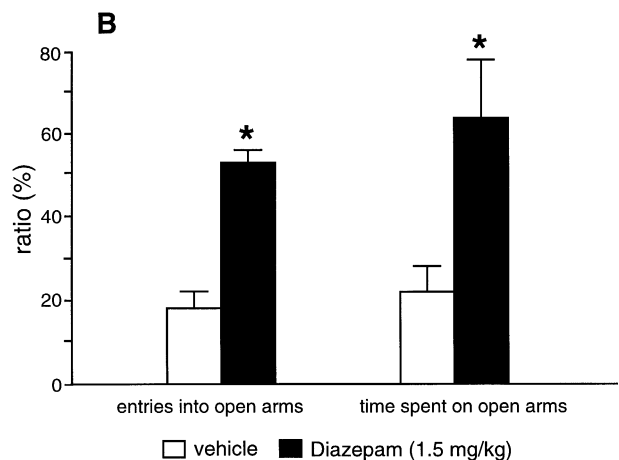 B
80
60
40
20
0
ratio (%)
*
*
entries into open arms
time spent on open arms
vehicle
Diazepam (1.5 mg/kg)